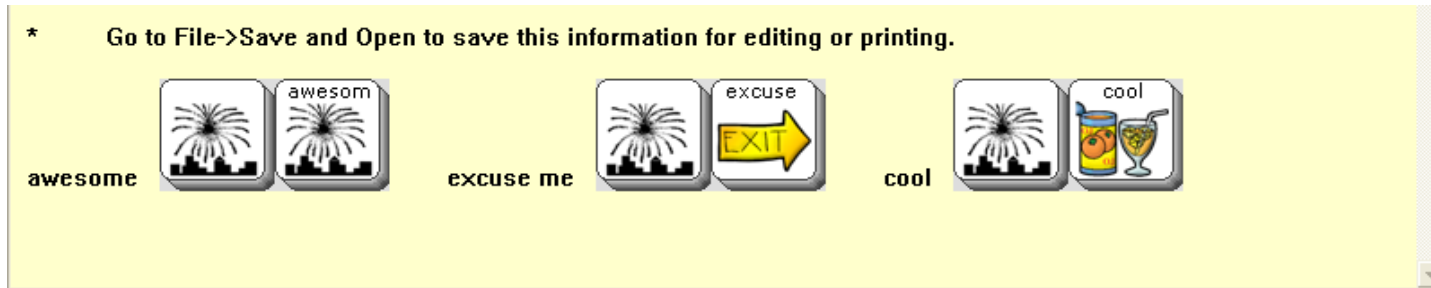 * Go to File->Save and Open to save this information for editing or printing.
awesom excuse cool
EXIT
awesome excuse me cool